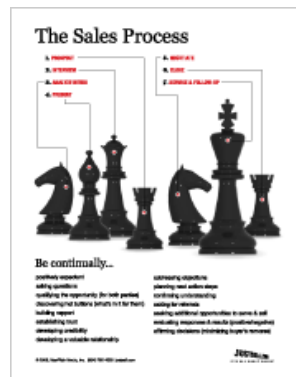 The Sales Process
1. PROSPECT
2. INTERVIEW
3. ANALYZE NEEDS
4. PRESENT
5. NEGOTIATE
6. CLOSE
7. SERVICE & FOLLOW UP
Be continually...
positively expectant
asking questions
qualifying the opportunity (for both parties)
discovering hot buttons (what's in it for them)
building rapport
establishing trust
developing credibility
developing a valuable relationship
addressing objections
planning next action steps
confirming understanding
asking for referrals
seeking additional opportunities to serve & sell
evaluating responses & results (positive/negative)
affirming decisions (minimizing buyer's remorse)